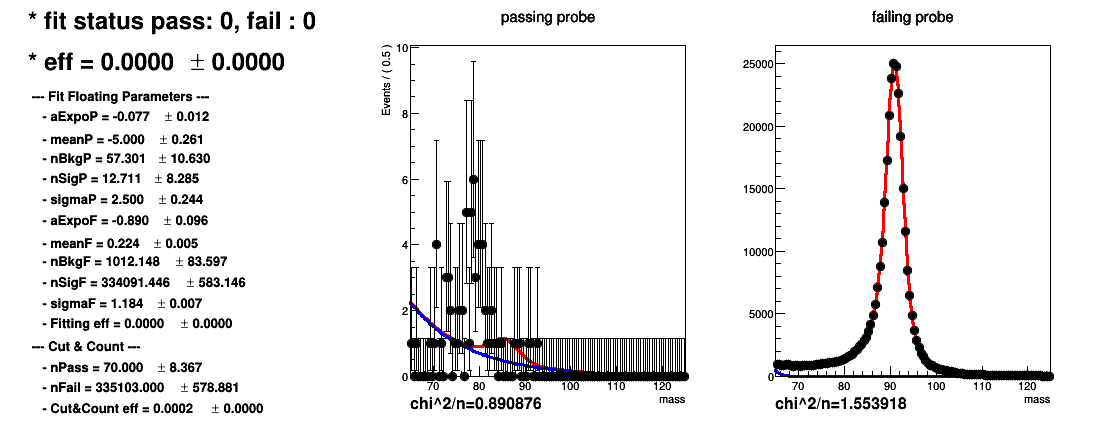 * fit status pass: 0, fail : 0
* eff = 0.0000 ± 0.0000
--- Fit Floating Parameters ---
- aExpoP = -0.077 ± 0.012
- meanP = -5.000 ± 0.261
- nBkgP = 57.301 ± 10.630
- nSigP = 12.711 ± 8.285
- sigmaP = 2.500 ± 0.244
- aExpoF = -0.890 ± 0.096
- meanF = 0.224 ± 0.005
- nBkgF = 1012.148 ± 83.597
- nSigF = 334091.446 ± 583.146
- sigmaF = 1.184 ± 0.007
- Fitting eff = 0.0000 ± 0.0000
--- Cut & Count ---
- nPass = 70.000 ± 8.367
- nFail = 335103.000 ± 578.881
- Cut&Count eff = 0.0002 ± 0.0000
passing probe
Events / ( 0.5 )
10
8
6
4
2
0
70 80 90 100 110 120
mass
chi^2/n=0.890876
failing probe
25000
20000
15000
10000
5000
0
70 80 90 100 110 120
mass
chi^2/n=1.553918